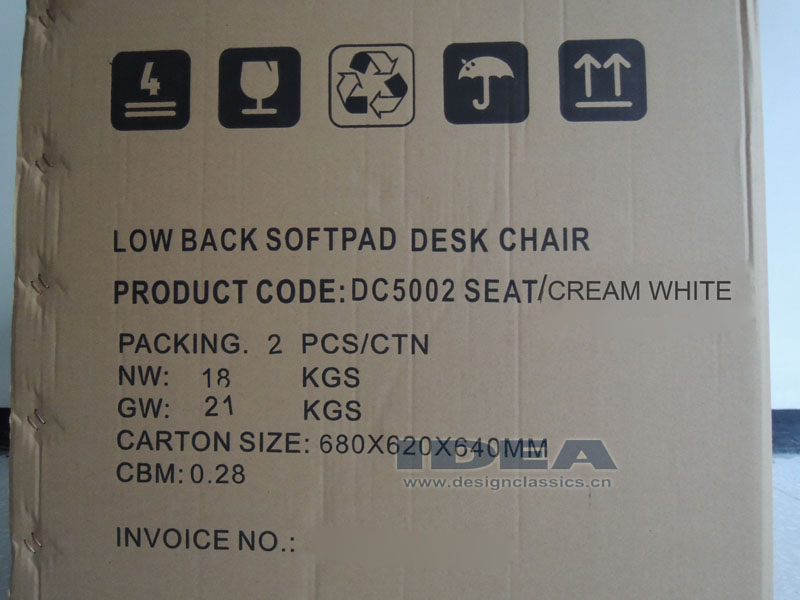 4
LOW BACK SOFTPAD DESK CHAIR
PRODUCT CODE: DC5002 SEAT/CREAM WHITE
PACKING. 2 PCS/CTN
NW: 18 KGS
GW: 21 KGS
CARTON SIZE: 680X620X640MM
IDEA
CBM: 0.28
www.designclassics.cn
INVOICE NO.: